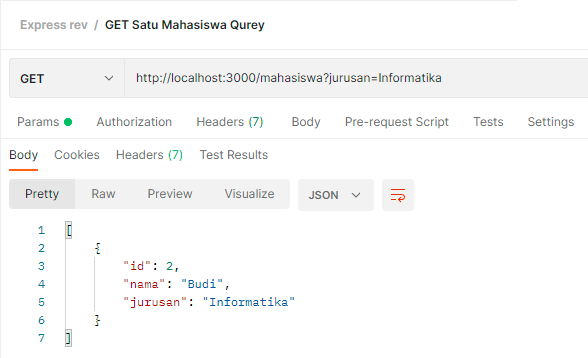 Express rev / GET Satu Mahasiswa Qurey
GET http://localhost:3000/mahasiswa?jurusan=Informatika
Params Authorization Headers (7) Body Pre-request Script Tests Settings
Body Cookies Headers (7) Test Results
Pretty Raw Preview Visualize JSON
1 [
2 {
3 "id": 2,
4 "nama": "Budi",
5 "jurusan": "Informatika"
6 }
7 ]